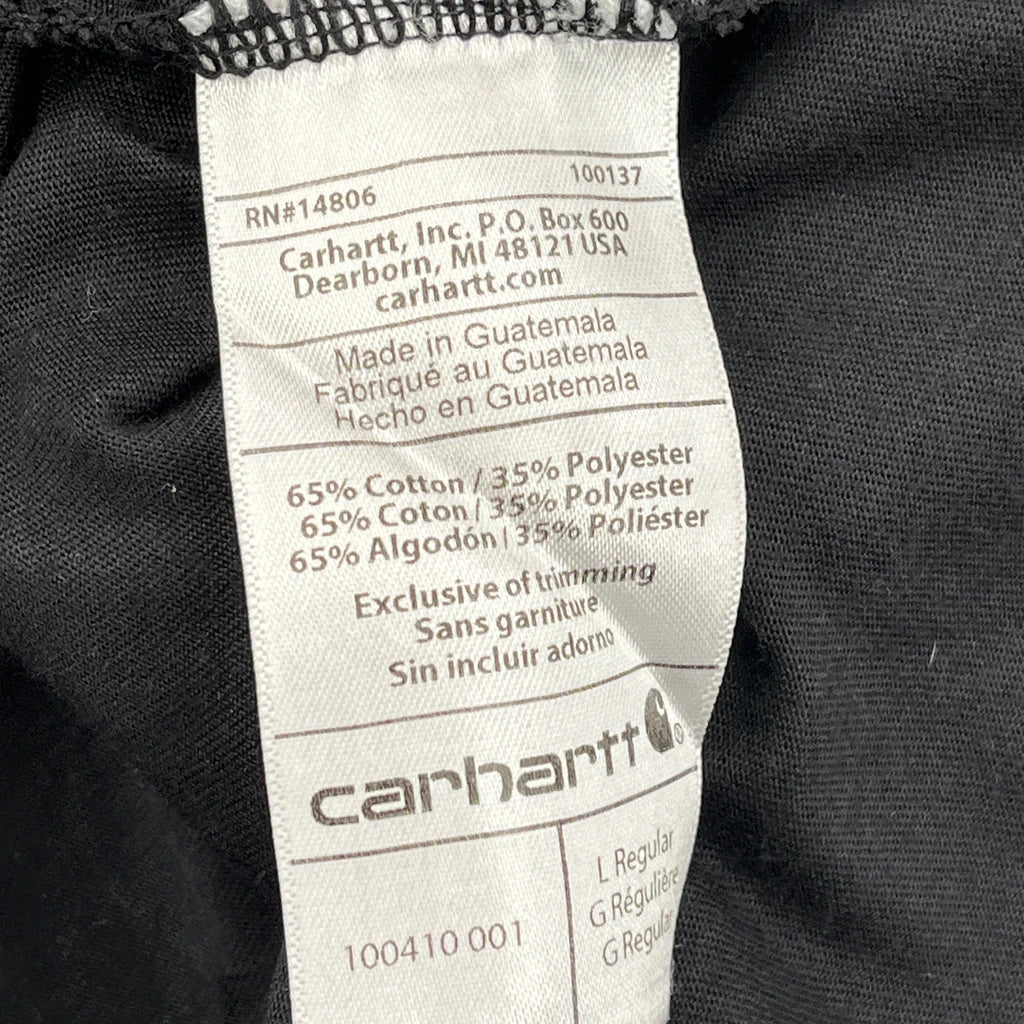 RN#14806 100137
Carhartt, Inc. P.O. Box 600
Dearborn, MI 48121 USA
carhartt.com
Made in Guatemala
Fabriqué au Guatemala
Hecho en Guatemala
65% Cotton / 35% Polyester
65% Coton / 35% Polyester
65% Algodón / 35% Poliéster
Exclusive of trimming
Sans garniture
Sin incluir adorno
carhartt ®
100410 001
L Regular
G Régulière
G Regular